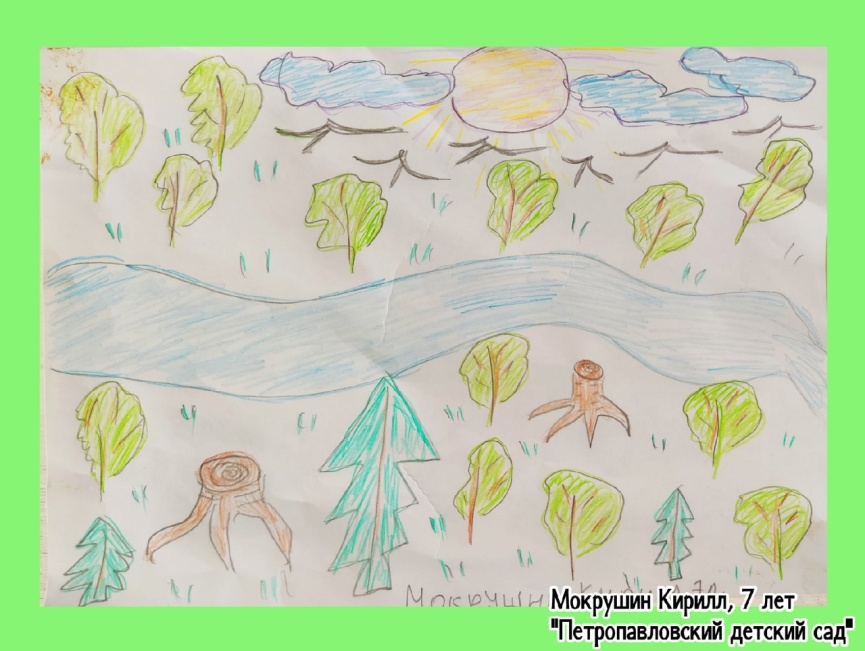 Мокрушин
Мокрушин Кирилл, 7 лет
"Петропавловский детский сад"